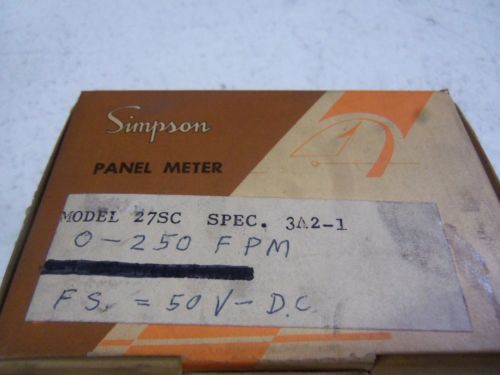 Simpson
PANEL METER
MODEL 27SC SPEC. 3A2-1
0-250 FPM
FS. = 50V-D.C.